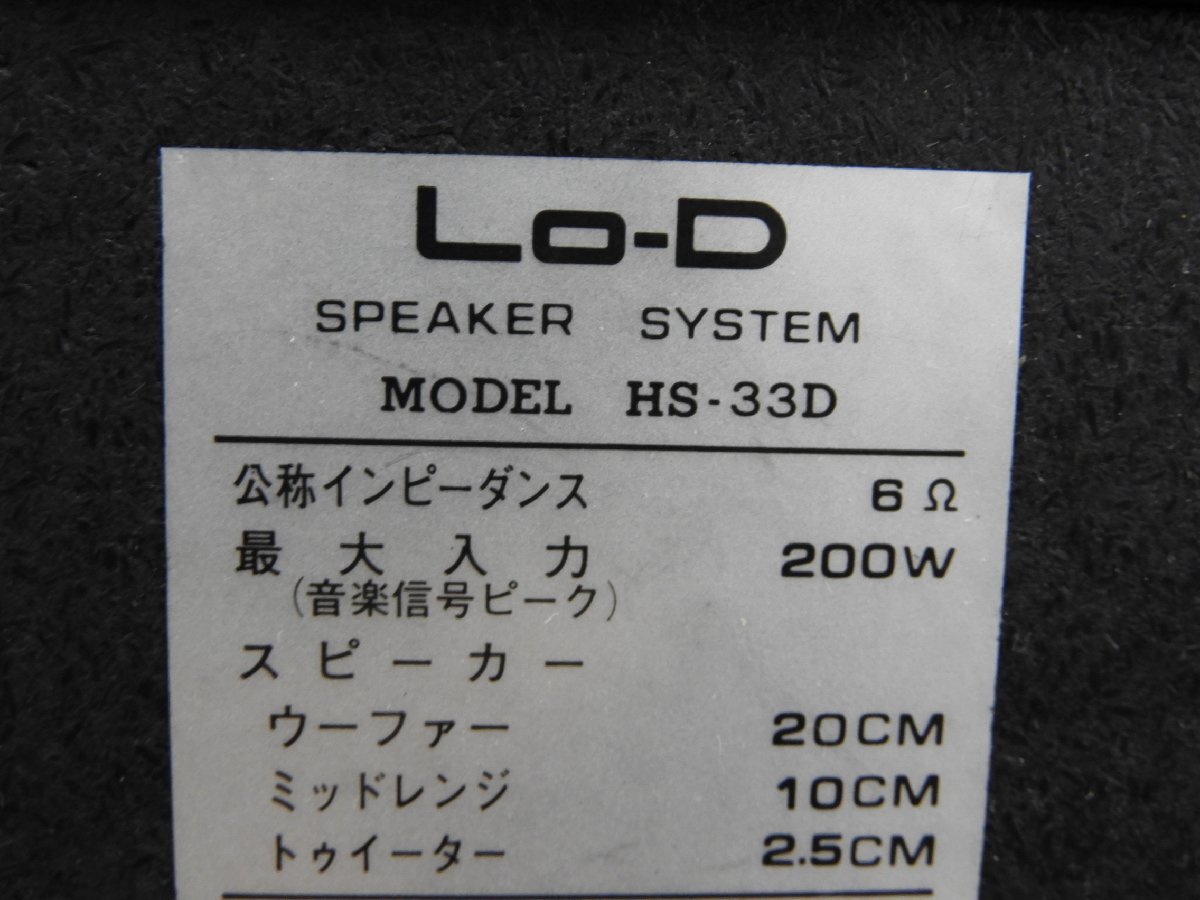 Lo-D
SPEAKER SYSTEM
MODEL HS-33D
公称インピーダンス 6Ω
最大入力 200W
(音楽信号ピーク)
スピーカー
ウーファー 20CM
ミッドレンジ 10CM
トゥイーター 2.5CM